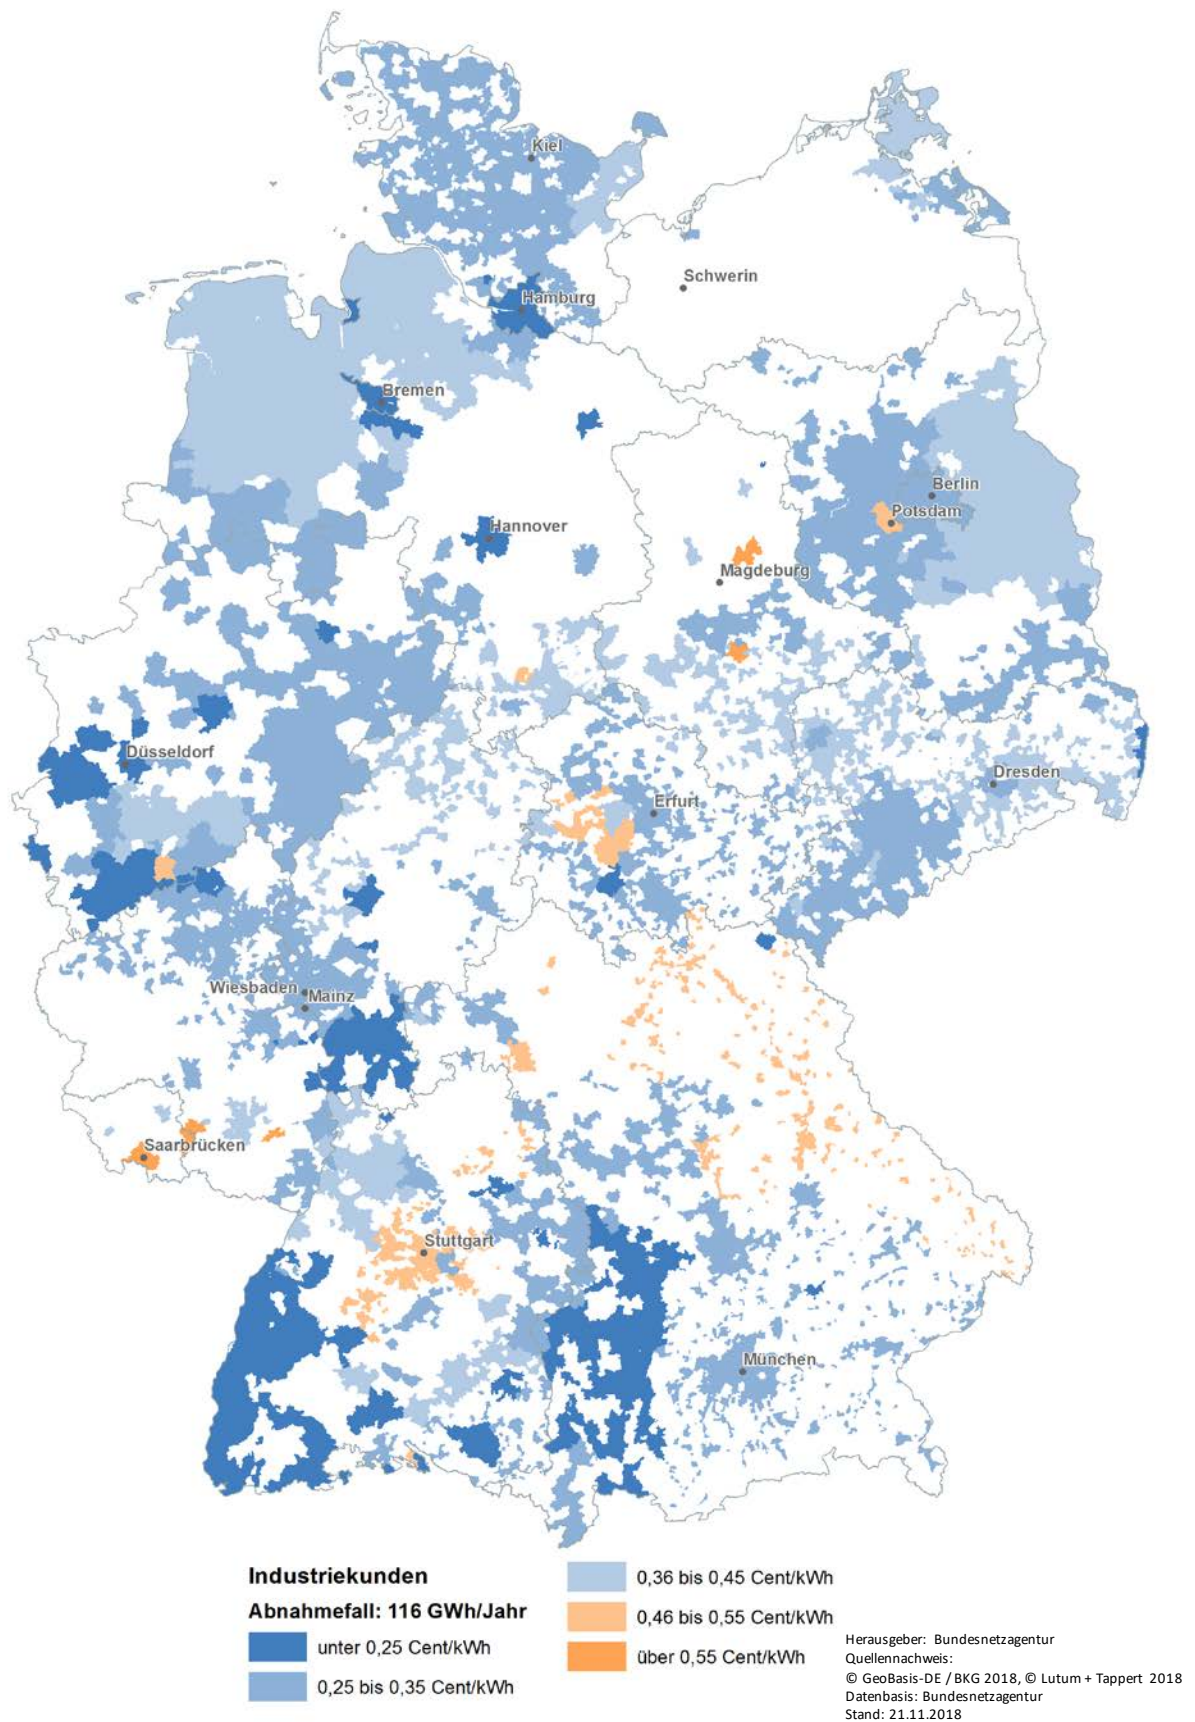 Kiel
Schwerin
Hamburg
Bremen
Berlin
Potsdam
Hannover
Magdeburg
Düsseldorf
Dresden
Erfurt
Wiesbaden
Mainz
Saarbrücken
Stuttgart
München
Industriekunden
Abnahmefall: 116 GWh/Jahr
unter 0,25 Cent/kWh
0,25 bis 0,35 Cent/kWh
0,36 bis 0,45 Cent/kWh
0,46 bis 0,55 Cent/kWh
über 0,55 Cent/kWh
Herausgeber: Bundesnetzagentur
Quellennachweis:
© GeoBasis-DE / BKG 2018, © Lutum + Tappert 2018
Datenbasis: Bundesnetzagentur
Stand: 21.11.2018